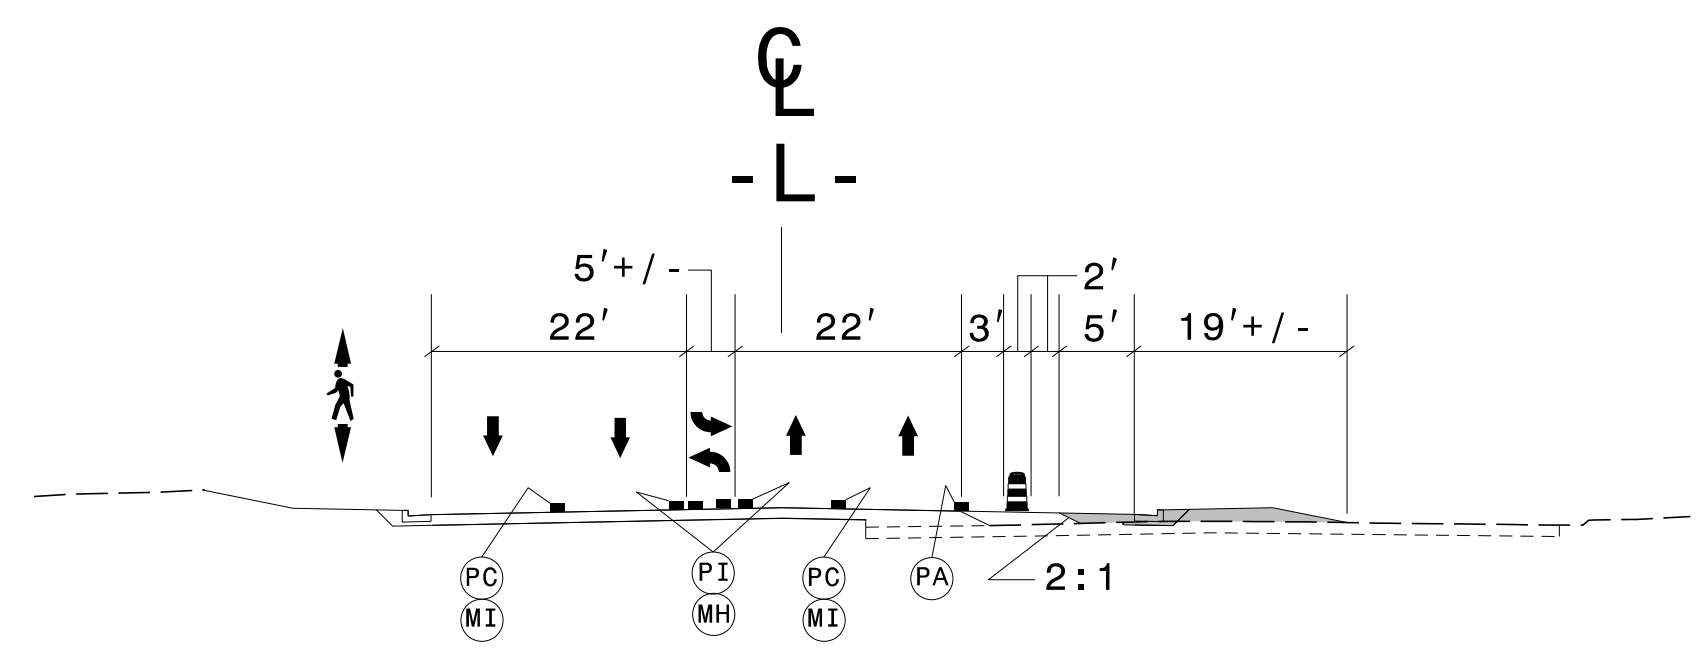 ℄
-L-
5'+/-
2'
22'
22'
3'
5'
19'+/-
PC
PI
PC
PA
2:1
MI
MH
MI